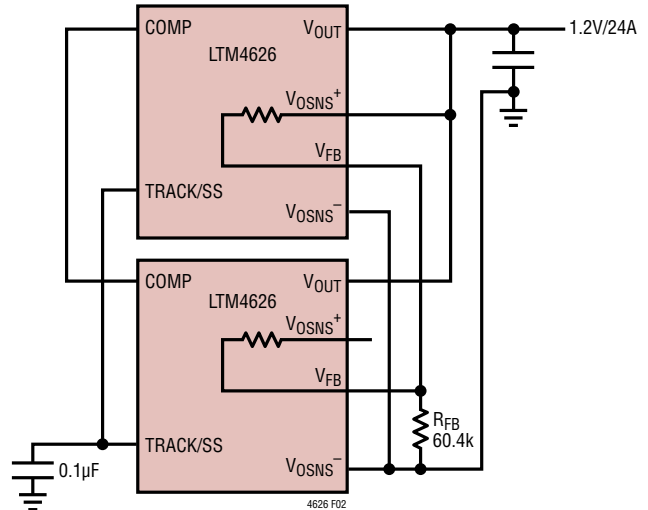 COMP
VOUT
1.2V/24A
LTM4626
VOSNS+
VFB
TRACK/SS
VOSNS–
COMP
VOUT
LTM4626
VOSNS+
VFB
RFB
60.4k
TRACK/SS
0.1µF
VOSNS–
4626 F02